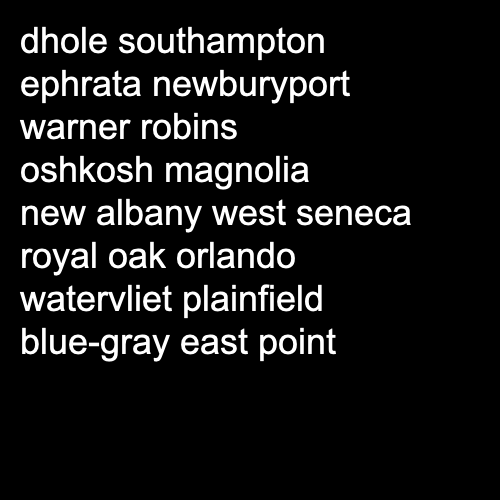 dhole southampton
ephrata newburyport
warner robins
oshkosh magnolia
new albany west seneca
royal oak orlando
watervliet plainfield
blue-gray east point